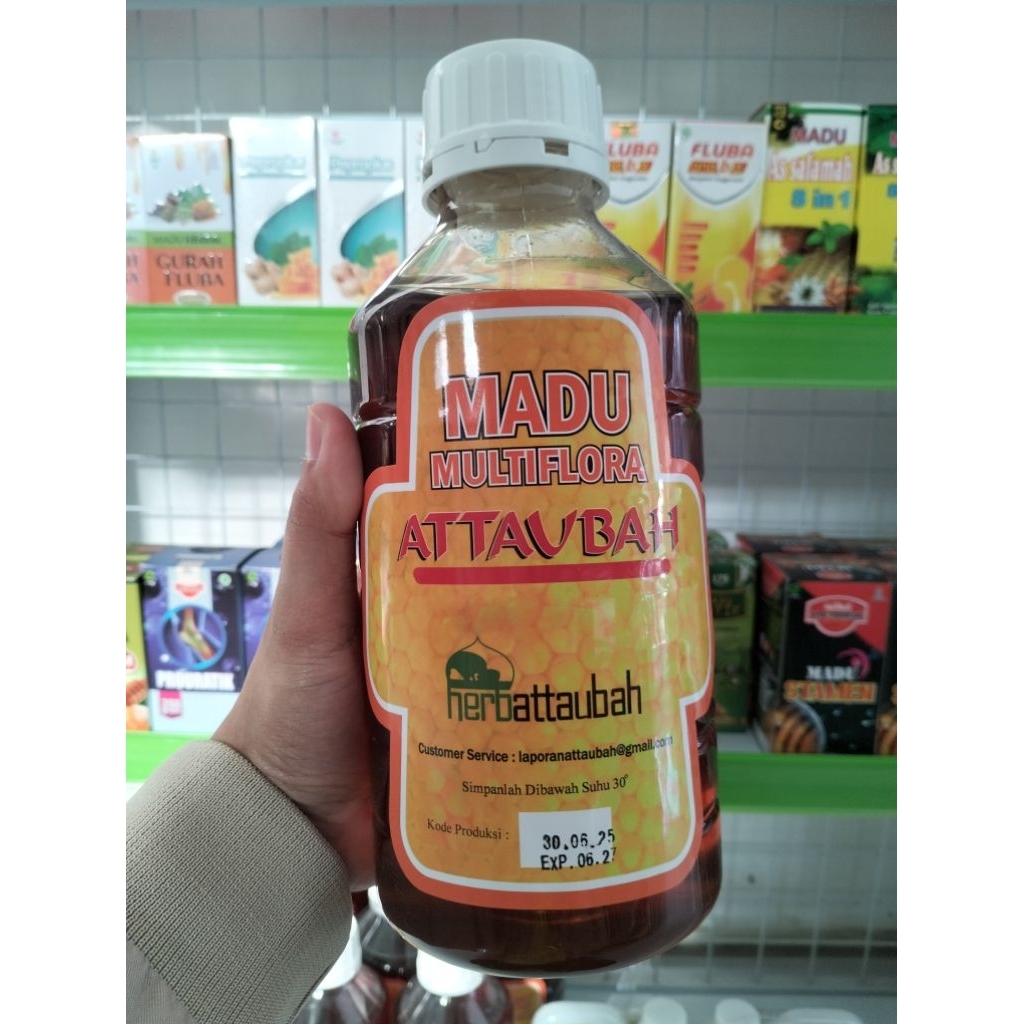 MADU
MULTIFLORA
ATTAUBAH
herbattaubah
Customer Service : laporanattaubah@gmail.com
Simpanlah Dibawah Suhu 30°
Kode Produksi :
30.06.25
EXP.06.27
GURAH
FLUBA
LUBA
FLUBA
MADU
As salamah
8 in 1
MADU